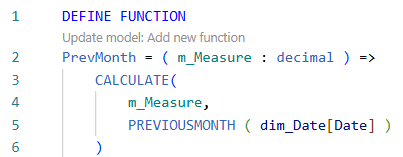 1 DEFINE FUNCTION
Update model: Add new function
2 PrevMonth = ( m_Measure : decimal ) =>
3 CALCULATE(
4 m_Measure,
5 PREVIOUSMONTH ( dim_Date[Date] )
6 )